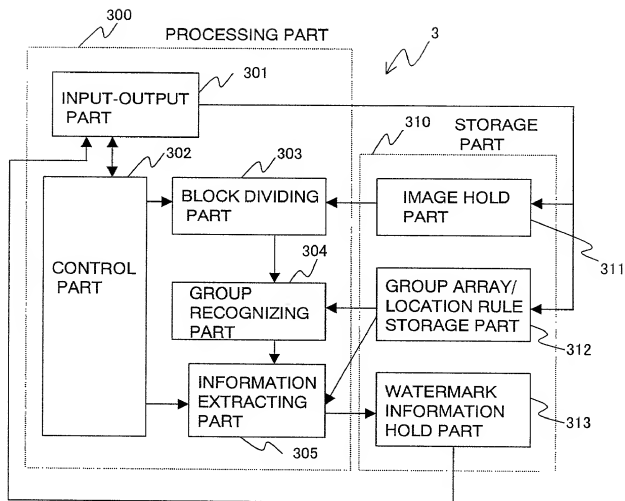 300
PROCESSING PART
3
301
INPUT-OUTPUT
PART
310
STORAGE
PART
302
303
BLOCK DIVIDING
PART
IMAGE HOLD
PART
311
CONTROL
PART
304
GROUP
RECOGNIZING
PART
GROUP ARRAY/
LOCATION RULE
STORAGE PART
312
INFORMATION
EXTRACTING
PART
305
WATERMARK
INFORMATION
HOLD PART
313